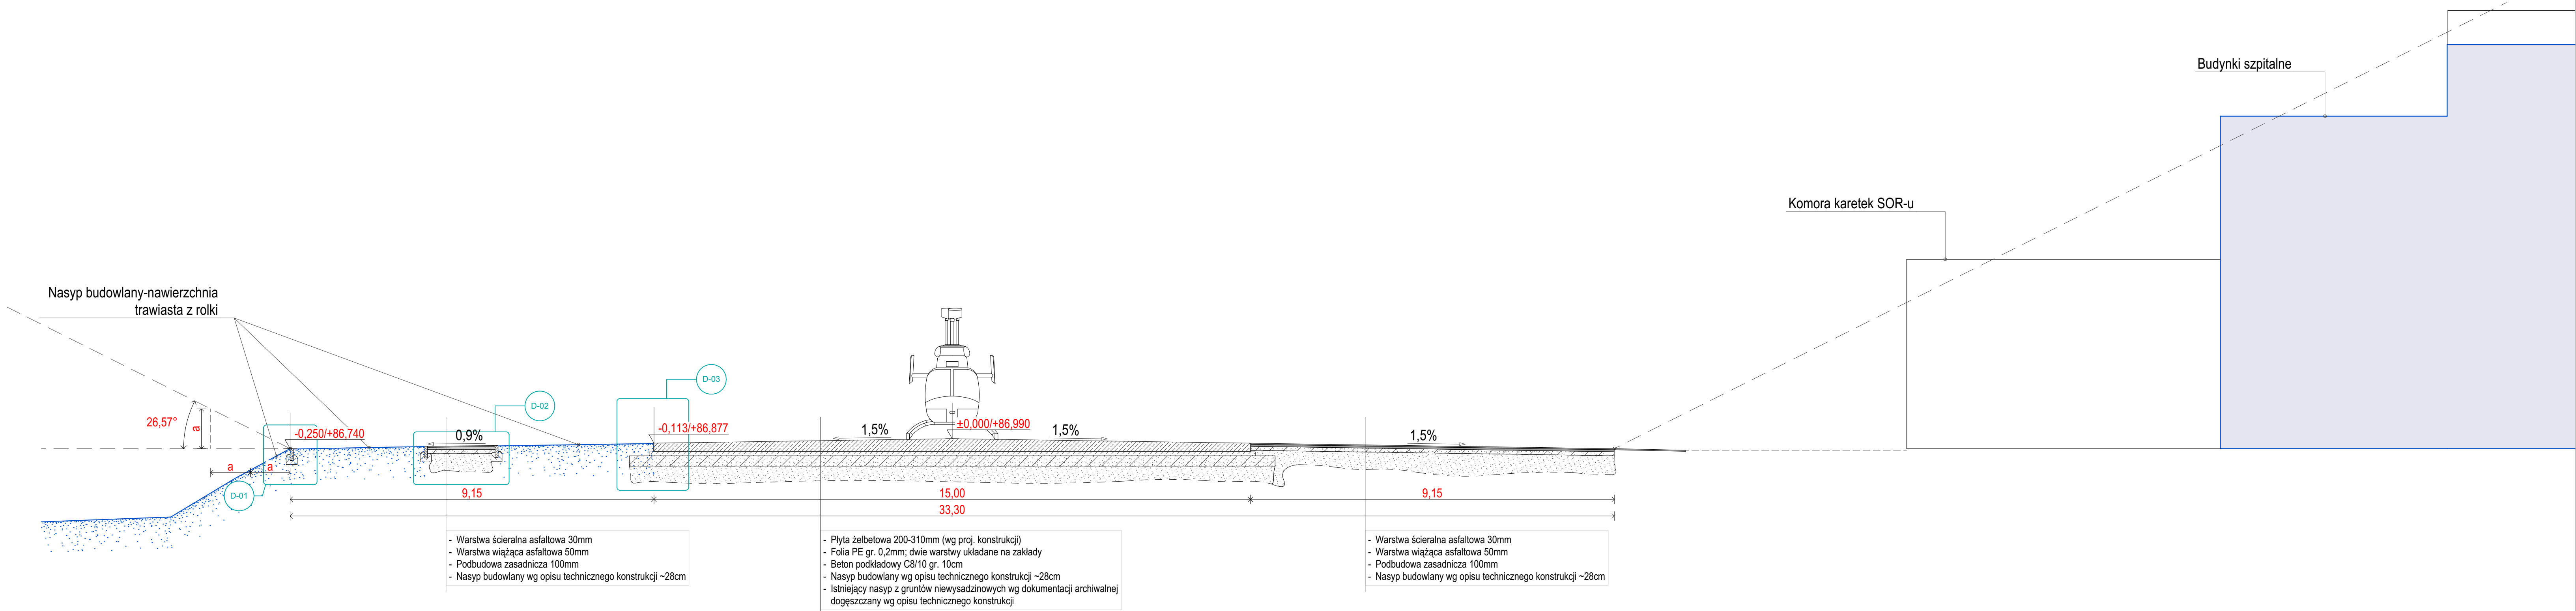 Budynki szpitalne
Komora karetek SOR-u
Nasyp budowlany-nawierzchnia
trawiasta z rolki
26,57°
a
a
a
D-01
D-02
D-03
-0,250/+86,740
0,9%
-0,113/+86,877
1,5%
±0,000/+86,990
1,5%
1,5%
9,15
15,00
9,15
33,30
- Warstwa ścieralna asfaltowa 30mm
- Warstwa wiążąca asfaltowa 50mm
- Podbudowa zasadnicza 100mm
- Nasyp budowlany wg opisu technicznego konstrukcji ~28cm
- Płyta żelbetowa 200-310mm (wg proj. konstrukcji)
- Folia PE gr. 0,2mm; dwie warstwy układane na zakłady
- Beton podkładowy C8/10 gr. 10cm
- Nasyp budowlany wg opisu technicznego konstrukcji ~28cm
- Istniejący nasyp z gruntów niewysadzinowych wg dokumentacji archiwalnej
dogęszczany wg opisu technicznego konstrukcji
- Warstwa ścieralna asfaltowa 30mm
- Warstwa wiążąca asfaltowa 50mm
- Podbudowa zasadnicza 100mm
- Nasyp budowlany wg opisu technicznego konstrukcji ~28cm